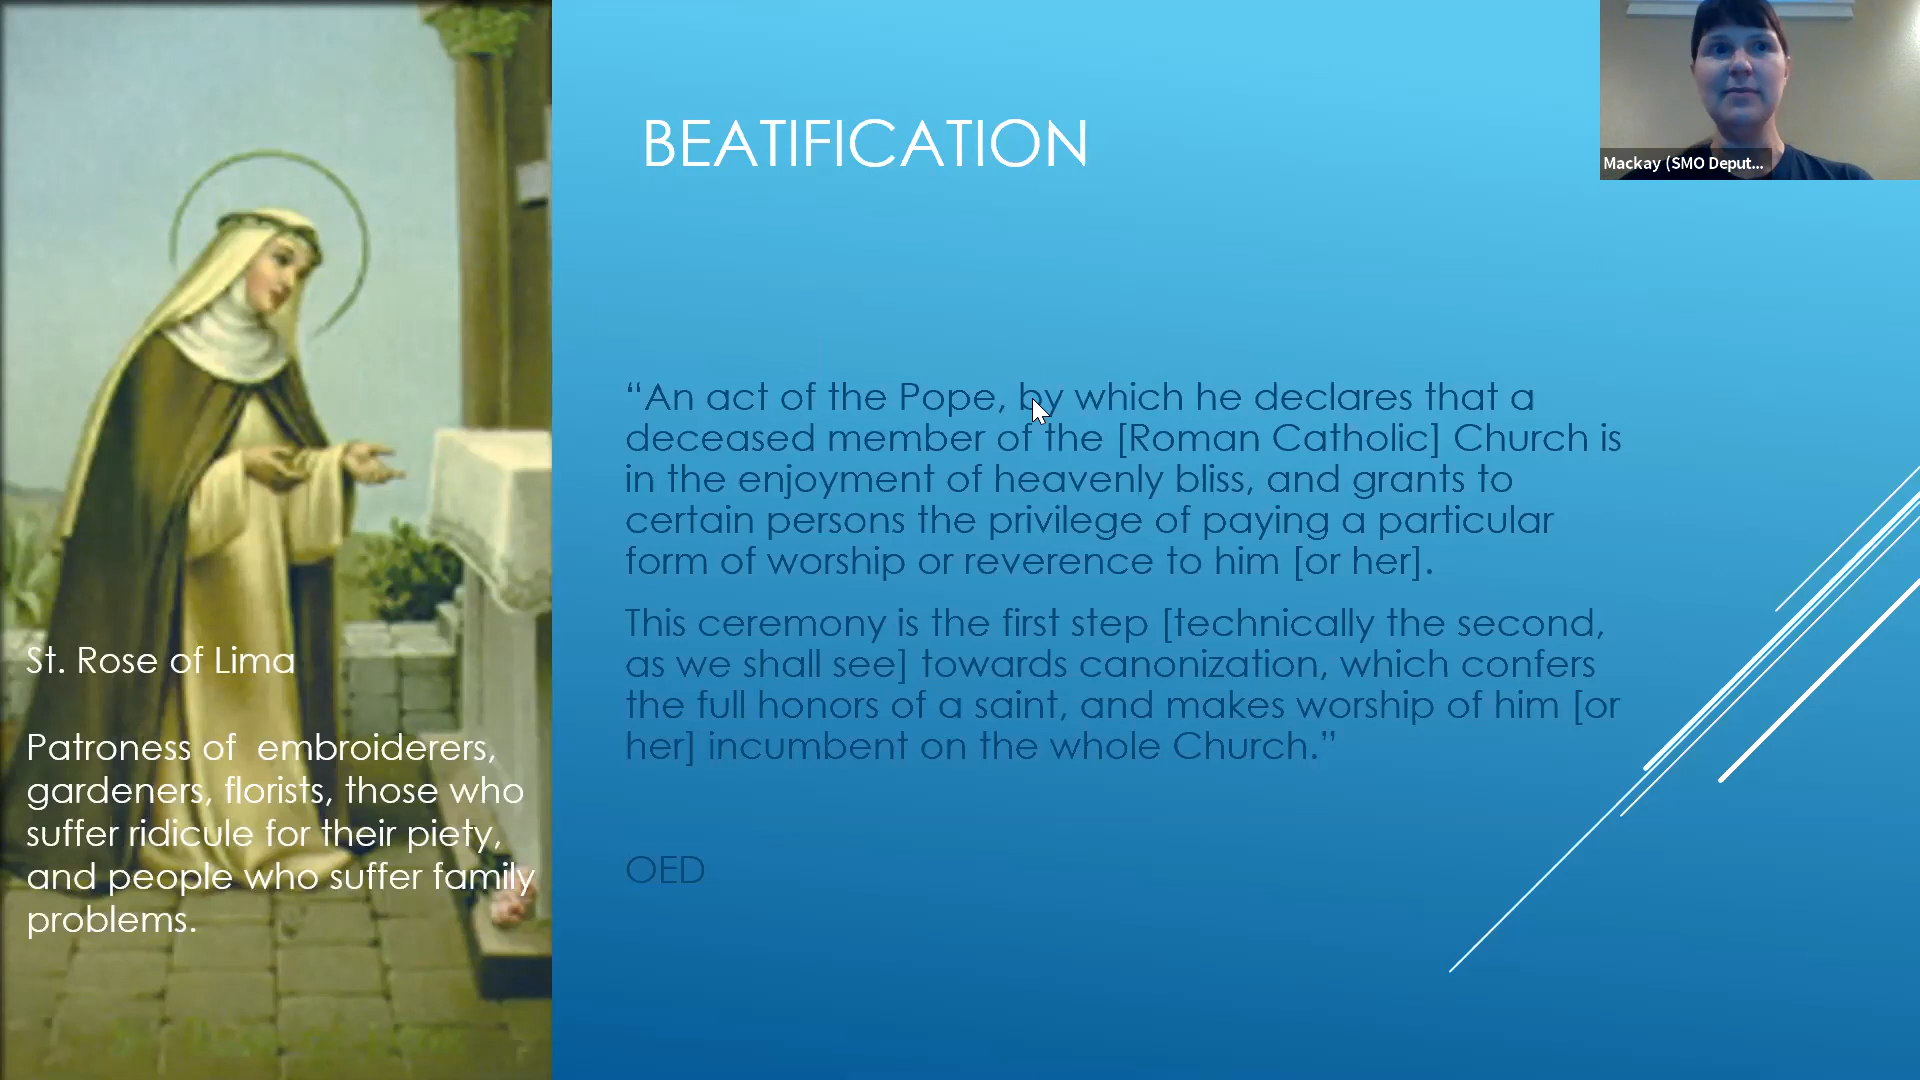 BEATIFICATION
Mackay (SMO Deput...
“An act of the Pope, by which he declares that a
deceased member of the [Roman Catholic] Church is
in the enjoyment of heavenly bliss, and grants to
certain persons the privilege of paying a particular
form of worship or reverence to him [or her].
This ceremony is the first step [technically the second,
as we shall see] towards canonization, which confers
the full honors of a saint, and makes worship of him [or
her] incumbent on the whole Church.”
OED
St. Rose of Lima
Patroness of  embroiderers,
gardeners, florists, those who
suffer ridicule for their piety,
and people who suffer family
problems.